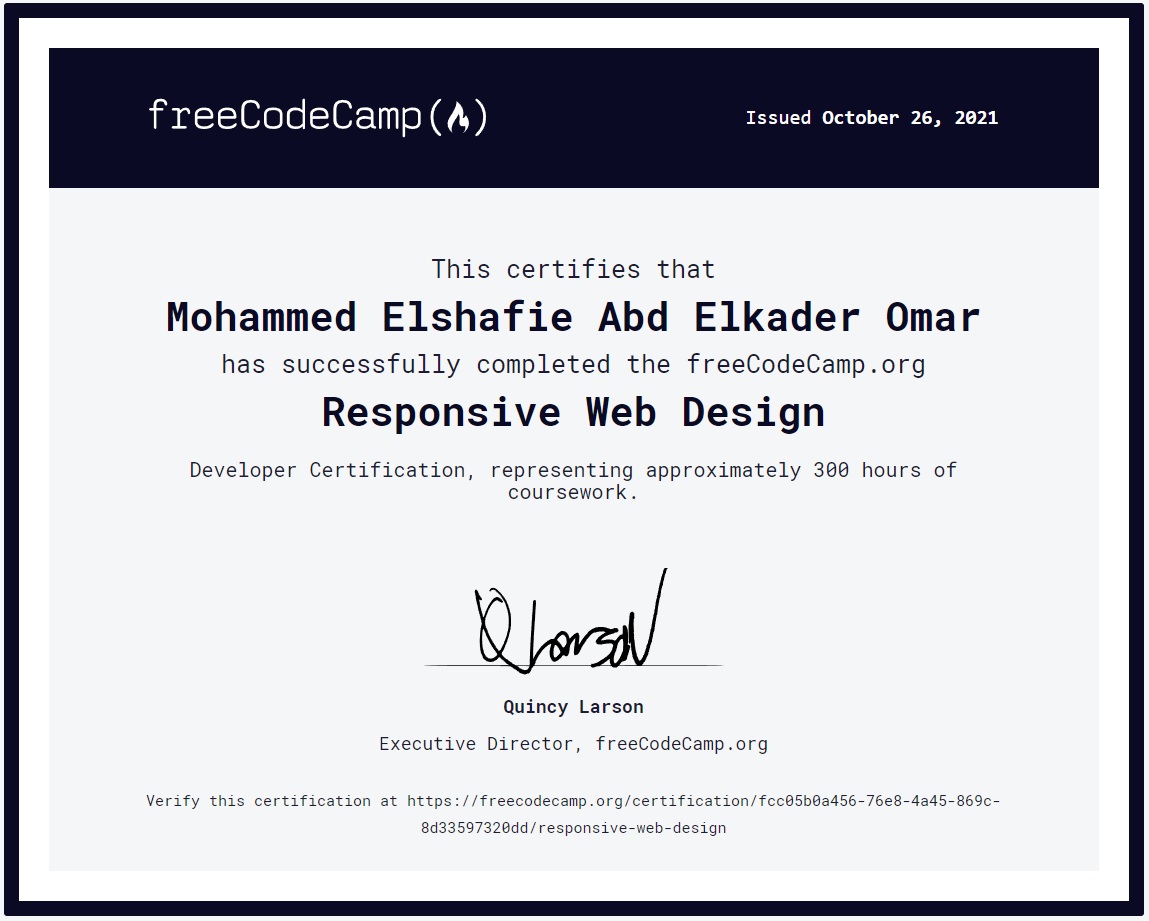 freeCodeCamp(🔥)
Issued October 26, 2021
This certifies that
Mohammed Elshafie Abd Elkader Omar
has successfully completed the freeCodeCamp.org
Responsive Web Design
Developer Certification, representing approximately 300 hours of
coursework.
Q Larson
Quincy Larson
Executive Director, freeCodeCamp.org
Verify this certification at https://freecodecamp.org/certification/fcc05b0a456-76e8-4a45-869c-
8d33597320dd/responsive-web-design